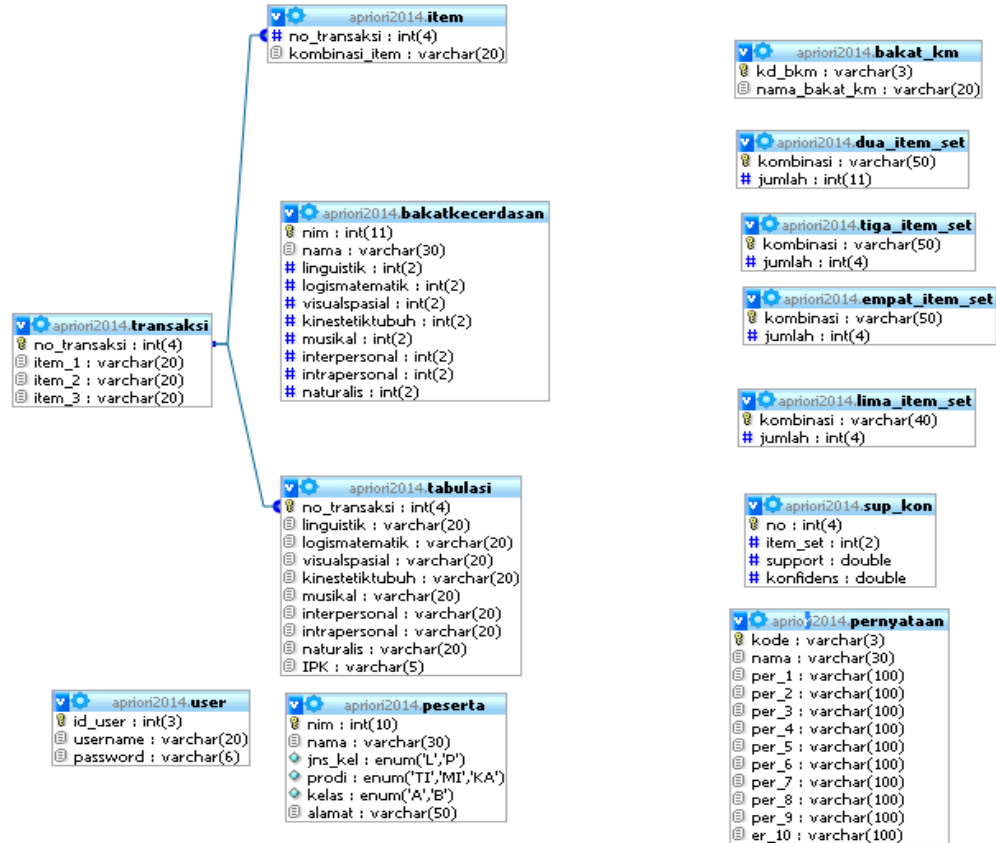 apriori2014.item
# no_transaksi : int(4)
kombinasi_item : varchar(20)
apriori2014.bakatkecerdasan
nim : int(11)
nama : varchar(30)
# linguistik : int(2)
# logismatematik : int(2)
# visualspasial : int(2)
# kinestetiktubuh : int(2)
# musikal : int(2)
# interpersonal : int(2)
# intrapersonal : int(2)
# naturalis : int(2)
apriori2014.transaksi
no_transaksi : int(4)
item_1 : varchar(20)
item_2 : varchar(20)
item_3 : varchar(20)
apriori2014.tabulasi
no_transaksi : int(4)
linguistik : varchar(20)
logismatematik : varchar(20)
visualspasial : varchar(20)
kinestetiktubuh : varchar(20)
musikal : varchar(20)
interpersonal : varchar(20)
intrapersonal : varchar(20)
naturalis : varchar(20)
IPK : varchar(5)
apriori2014.user
id_user : int(3)
username : varchar(20)
password : varchar(6)
apriori2014.peserta
nim : int(10)
nama : varchar(30)
jns_kel : enum('L','P')
prodi : enum('TI','MI','KA')
kelas : enum('A','B')
alamat : varchar(50)
apriori2014.bakat_km
kd_bkm : varchar(3)
nama_bakat_km : varchar(20)
apriori2014.dua_item_set
kombinasi : varchar(50)
# jumlah : int(11)
apriori2014.tiga_item_set
kombinasi : varchar(50)
# jumlah : int(4)
apriori2014.empat_item_set
kombinasi : varchar(50)
# jumlah : int(4)
apriori2014.lima_item_set
kombinasi : varchar(40)
# jumlah : int(4)
apriori2014.sup_kon
no : int(4)
# item_set : int(2)
# support : double
# konfidens : double
apriori2014.pernyataan
kode : varchar(3)
nama : varchar(30)
per_1 : varchar(100)
per_2 : varchar(100)
per_3 : varchar(100)
per_4 : varchar(100)
per_5 : varchar(100)
per_6 : varchar(100)
per_7 : varchar(100)
per_8 : varchar(100)
per_9 : varchar(100)
er_10 : varchar(100)